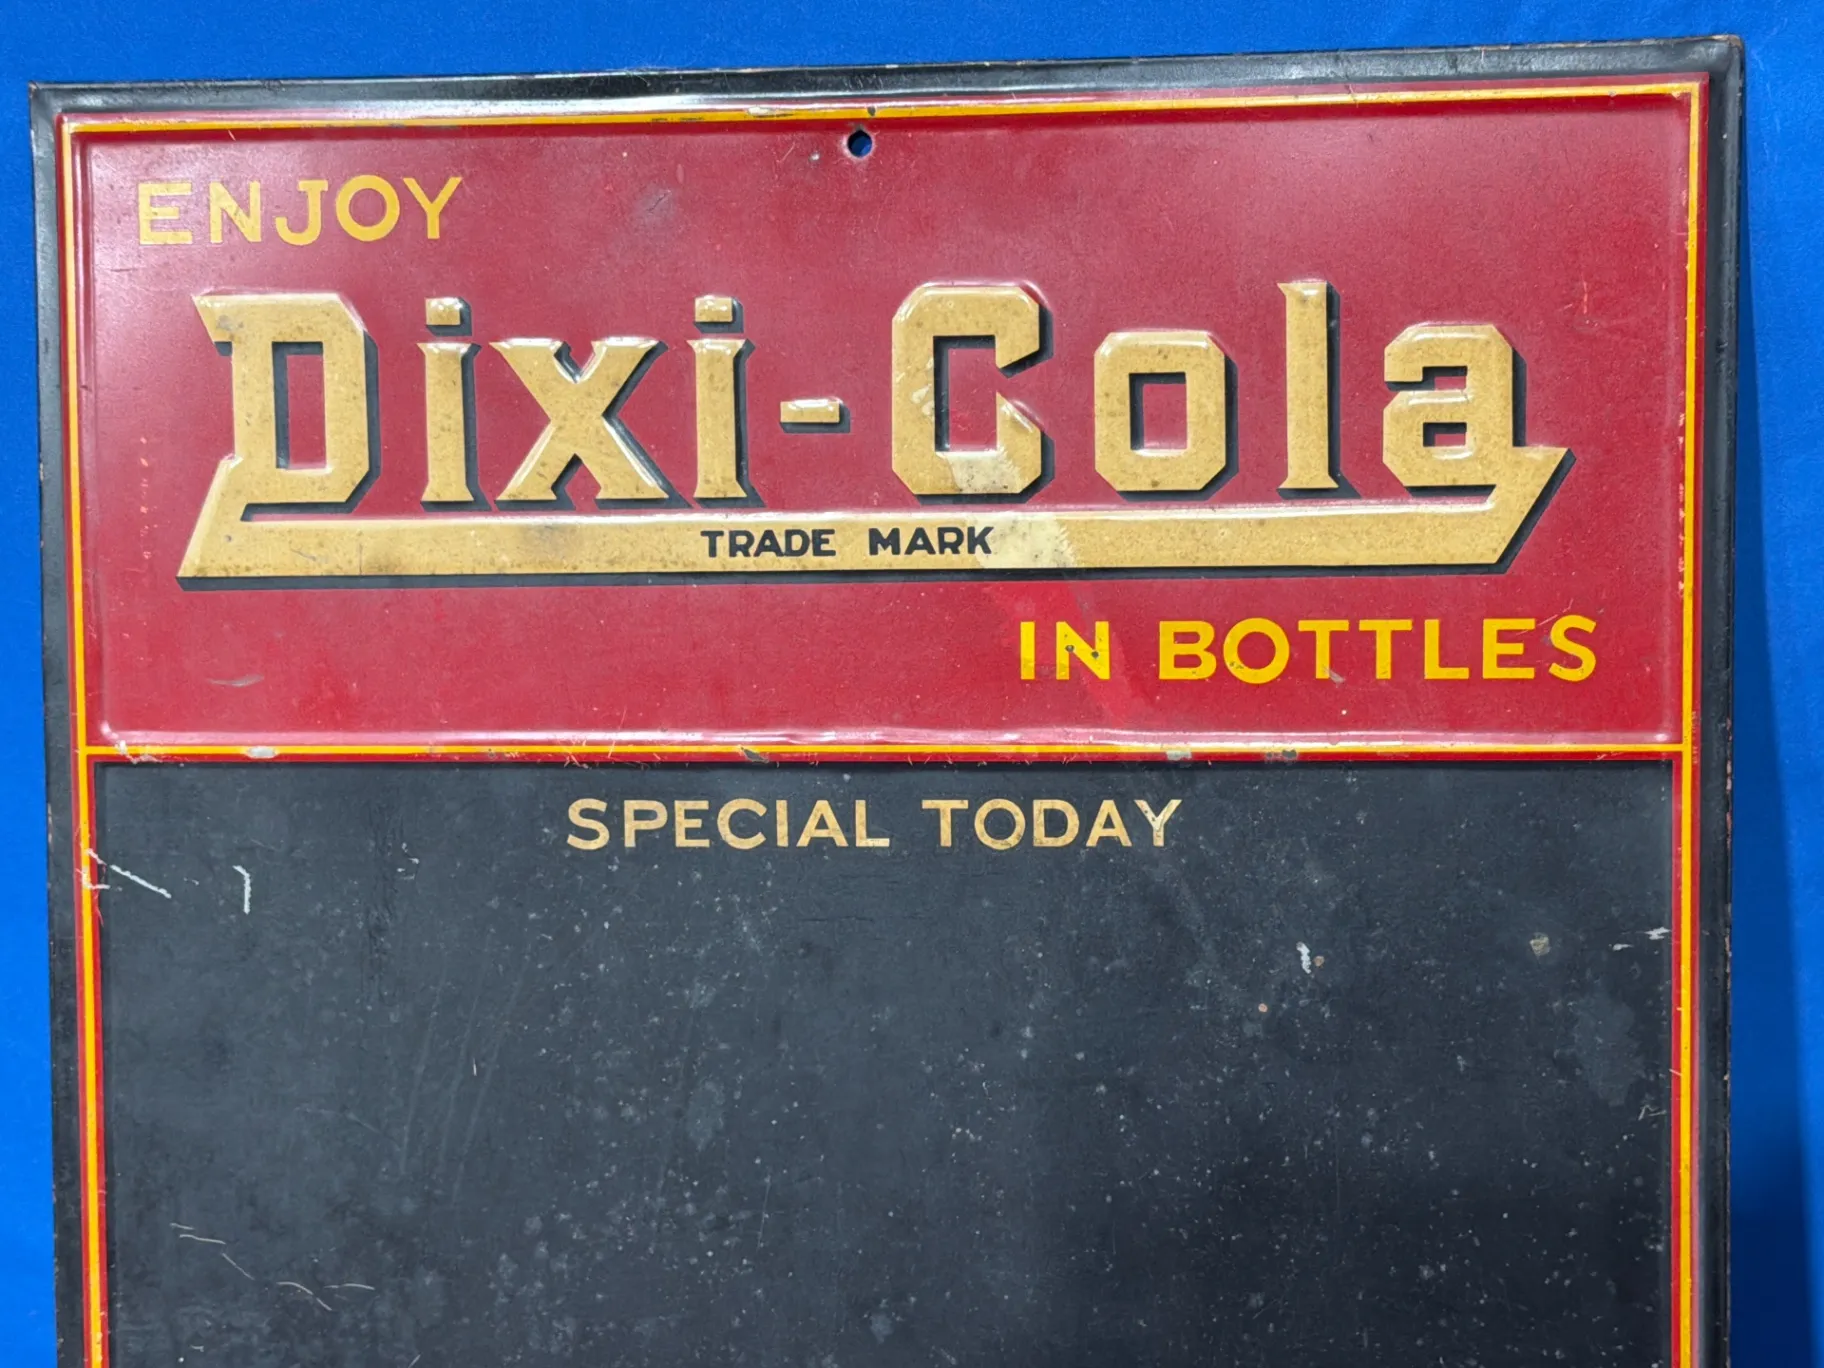 ENJOY
Dixi-Cola
TRADE MARK
IN BOTTLES
SPECIAL TODAY